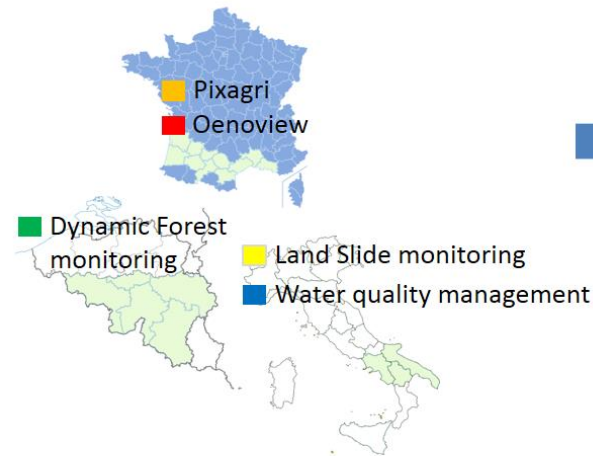 Pixagri
Oenoview
Dynamic Forest
monitoring
Land Slide monitoring
Water quality management